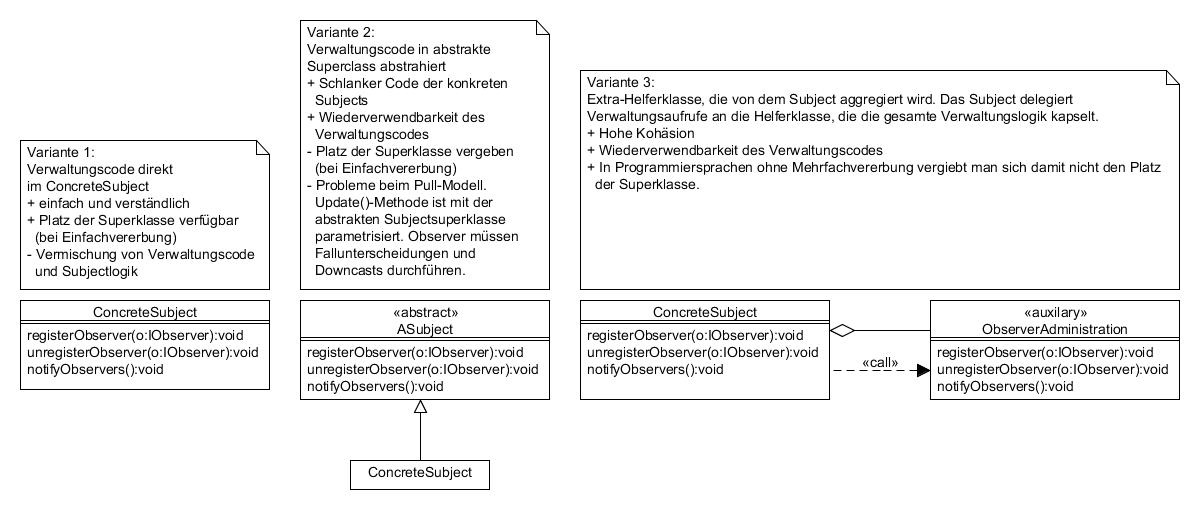 Variante 1:
Verwaltungscode direkt
im ConcreteSubject
+ einfach und verständlich
+ Platz der Superklasse verfügbar
(bei Einfachvererbung)
- Vermischung von Verwaltungscode
und Subjectlogik
ConcreteSubject
registerObserver(o:IObserver):void
unregisterObserver(o:IObserver):void
notifyObservers():void
Variante 2:
Verwaltungscode in abstrakte
Superclass abstrahiert
+ Schlanker Code der konkreten
Subjects
+ Wiederverwendbarkeit des
Verwaltungscodes
- Platz der Superklasse vergeben
(bei Einfachvererbung)
- Probleme beim Pull-Modell.
Update()-Methode ist mit der
abstrakten Subjectsuperklasse
parametrisiert. Observer müssen
Fallunterscheidungen und
Downcasts durchführen.
«abstract»
ASubject
registerObserver(o:IObserver):void
unregisterObserver(o:IObserver):void
notifyObservers():void
ConcreteSubject
Variante 3:
Extra-Helferklasse, die von dem Subject aggregiert wird. Das Subject delegiert
Verwaltungsaufrufe an die Helferklasse, die die gesamte Verwaltungslogik kapselt.
+ Hohe Kohäsion
+ Wiederverwendbarkeit des Verwaltungscodes
+ In Programmiersprachen ohne Mehrfachvererbung vergiebt man sich damit nicht den Platz
der Superklasse.
ConcreteSubject
registerObserver(o:IObserver):void
unregisterObserver(o:IObserver):void
notifyObservers():void
«call»
«auxilary»
ObserverAdministration
registerObserver(o:IObserver):void
unregisterObserver(o:IObserver):void
notifyObservers():void